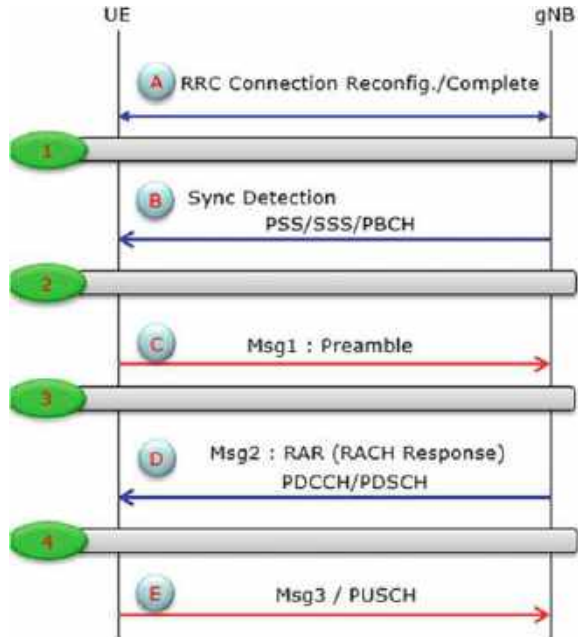 UE gNB
A RRC Connection Reconfig./Complete
1
B Sync Detection
PSS/SSS/PBCH
2
C Msg1 : Preamble
3
D Msg2 : RAR (RACH Response)
PDCCH/PDSCH
4
E Msg3 / PUSCH